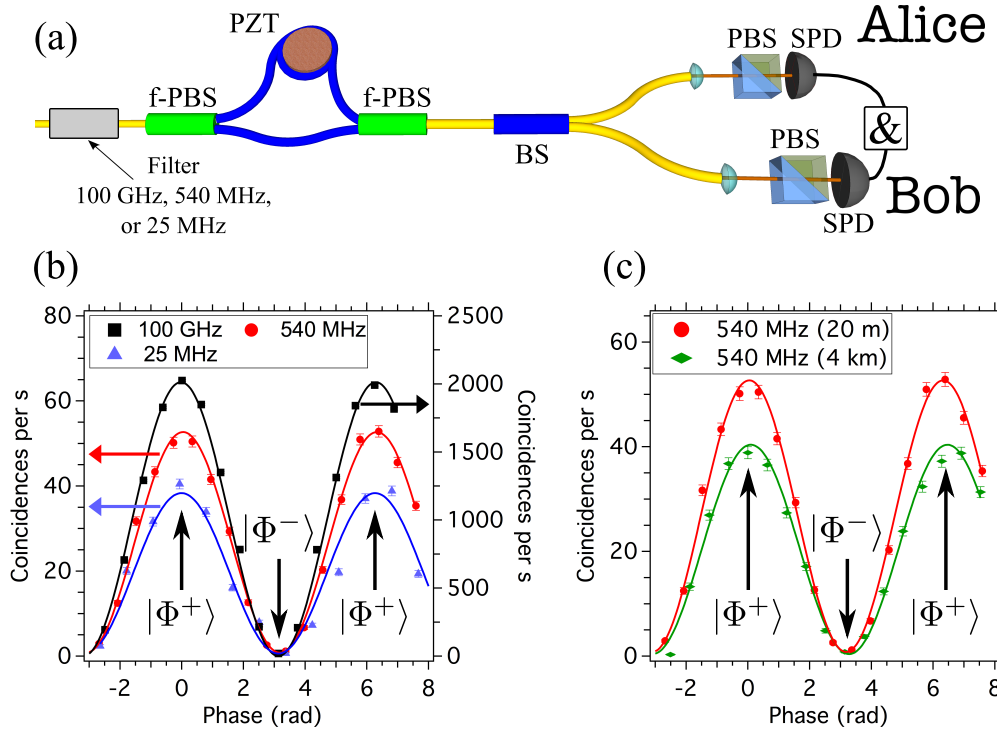 (a)
PZT
Alice
PBS SPD
f-PBS
f-PBS
&
BS
Filter
100 GHz, 540 MHz,
or 25 MHz
PBS
SPD
Bob
(b)
100 GHz
540 MHz
25 MHz
80
60
40
20
0
Coincidences per s
2500
2000
1500
1000
500
0
Coincidences per s
|Φ⁻⟩
|Φ⁺⟩
|Φ⁺⟩
-2 0 2 4 6 8
Phase (rad)
(c)
540 MHz (20 m)
540 MHz (4 km)
60
40
20
0
Coincidences per s
|Φ⁻⟩
|Φ⁺⟩
|Φ⁺⟩
-2 0 2 4 6 8
Phase (rad)